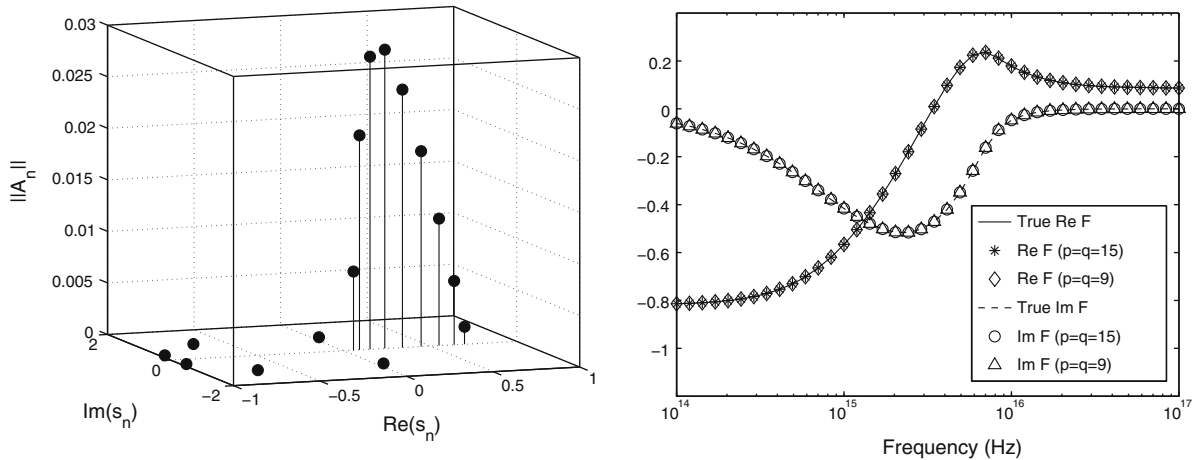 0.03
0.025
0.02
0.015
0.01
0.005
0
||A_n||
2
0
−2
Im(s_n)
−1
−0.5
0
0.5
1
Re(s_n)
0.2
0
−0.2
−0.4
−0.6
−0.8
−1
True Re F
Re F (p=q=15)
Re F (p=q=9)
True Im F
Im F (p=q=15)
Im F (p=q=9)
10^14
10^15
10^16
10^17
Frequency (Hz)